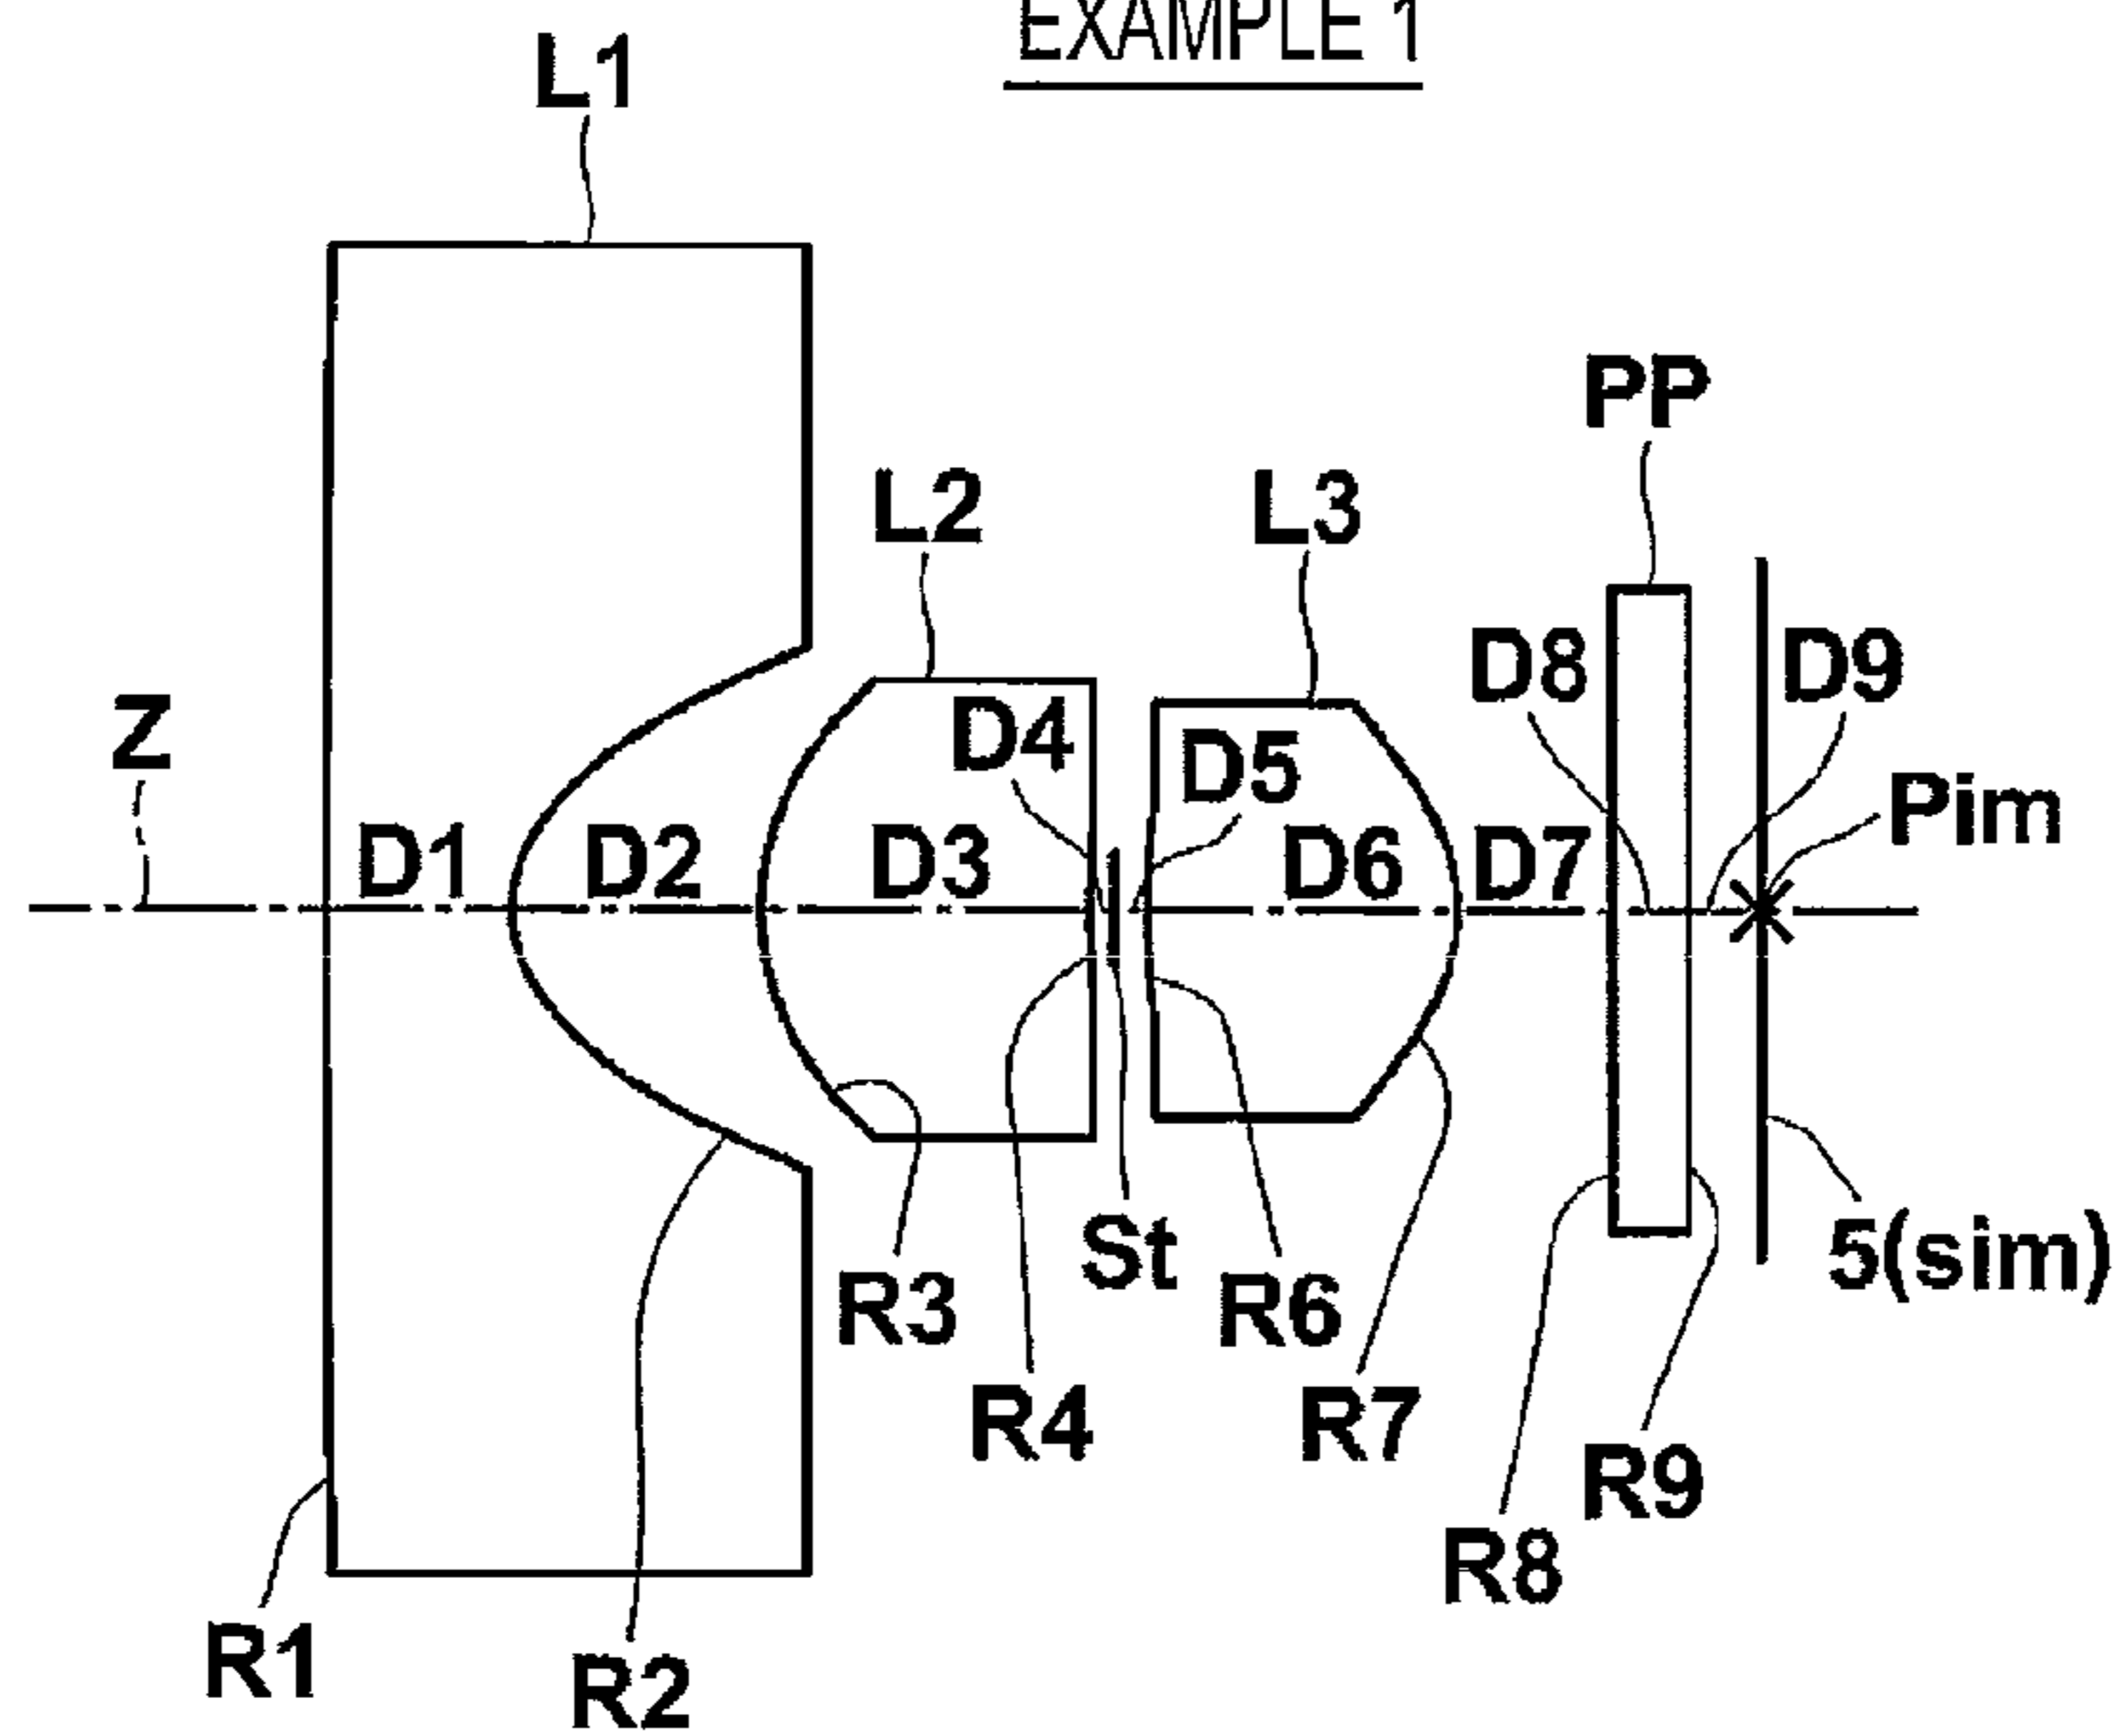 EXAMPLE 1
L1
PP
L2
L3
D8
D9
Z
D4
D5
Pim
D1
D2
D3
D6
D7
St
5(sim)
R3
R6
R4
R7
R9
R8
R1
R2